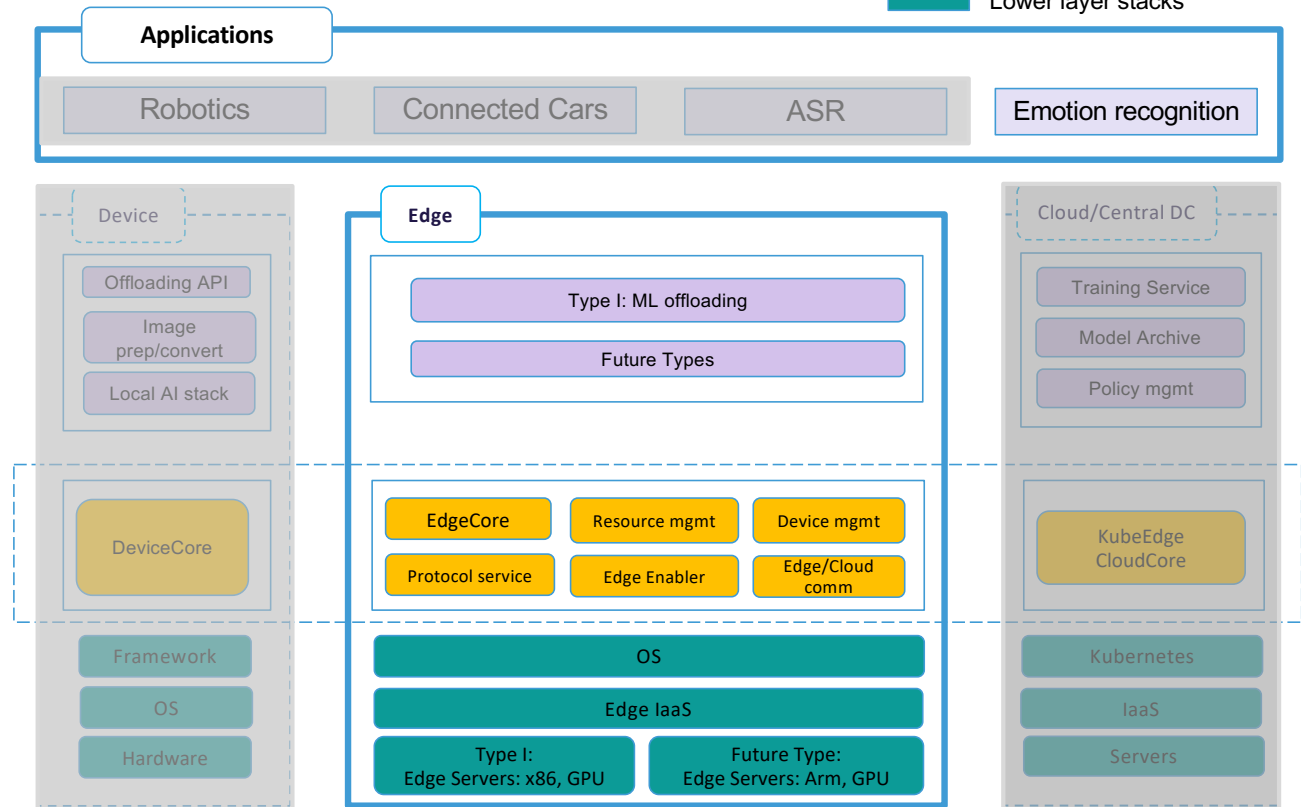 Lower layer stacks
Applications
Robotics
Connected Cars
ASR
Emotion recognition
Device
Offloading API
Image
prep/convert
Local AI stack
DeviceCore
Framework
OS
Hardware
Edge
Type I: ML offloading
Future Types
EdgeCore
Resource mgmt
Device mgmt
Protocol service
Edge Enabler
Edge/Cloud
comm
OS
Edge IaaS
Type I:
Edge Servers: x86, GPU
Future Type:
Edge Servers: Arm, GPU
Cloud/Central DC
Training Service
Model Archive
Policy mgmt
KubeEdge
CloudCore
Kubernetes
IaaS
Servers